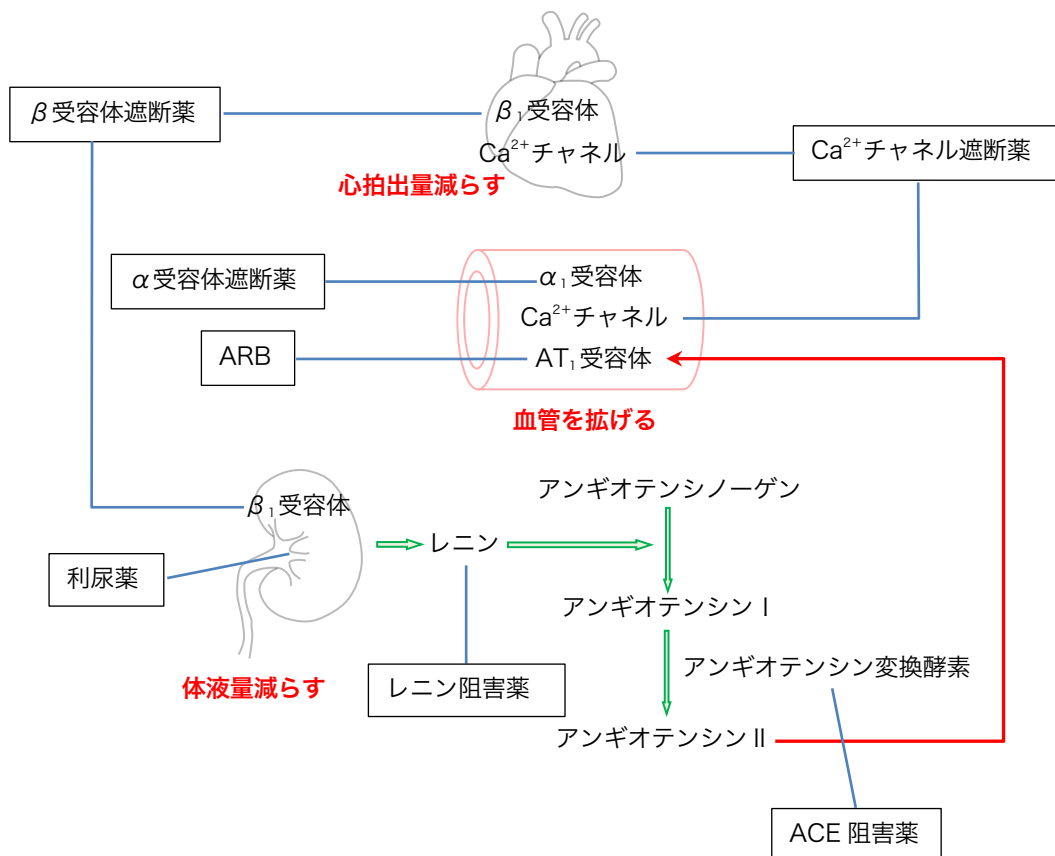 β受容体遮断薬
β₁受容体
Ca²⁺チャネル
Ca²⁺チャネル遮断薬
心拍出量減らす
α受容体遮断薬
α₁受容体
Ca²⁺チャネル
ARB
AT₁受容体
血管を拡げる
β₁受容体
アンギオテンシノーゲン
レニン
利尿薬
アンギオテンシンⅠ
体液量減らす
レニン阻害薬
アンギオテンシン変換酵素
アンギオテンシンⅡ
ACE 阻害薬